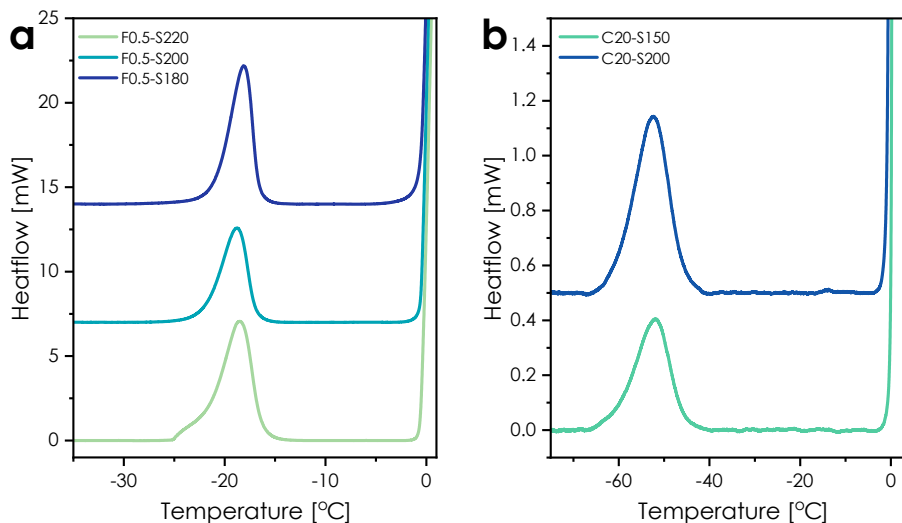 a
F0.5-S220
F0.5-S200
F0.5-S180
25
20
15
10
5
0
Heatflow [mW]
-30
-20
-10
0
Temperature [°C]
b
C20-S150
C20-S200
1.4
1.2
1.0
0.8
0.6
0.4
0.2
0.0
Heatflow [mW]
-60
-40
-20
0
Temperature [°C]